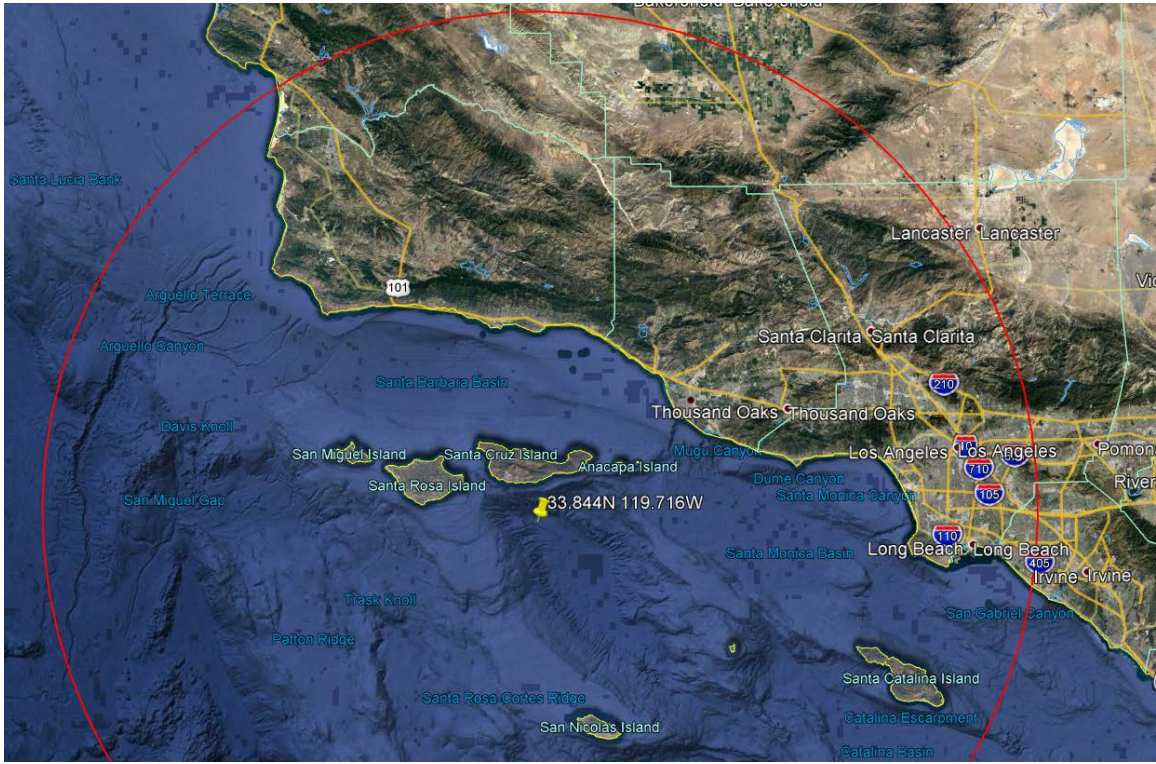 Bakersfield Bakersfield
Santa Lucia Bank
Lancaster Lancaster
101
Arguello Terrace
Santa Clarita Santa Clarita
Arguello Canyon
Santa Barbara Basin
210
Thousand Oaks Thousand Oaks
Davis Knoll
San Miguel Island
Santa Cruz Island
Anacapa Island
Mugu Canyon
Los Angeles Los Angeles
Pomona
710
Santa Rosa Island
San Miguel Gap
33.844N 119.716W
Dume Canyon
Santa Monica Canyon
105
River
110
Santa Monica Basin
Long Beach Long Beach
405
Irvine Irvine
Trask Knoll
San Gabriel Canyon
Patton Ridge
Santa Catalina Island
Santa Rosa-Cortes Ridge
San Nicolas Island
Catalina Escarpment
Catalina Basin